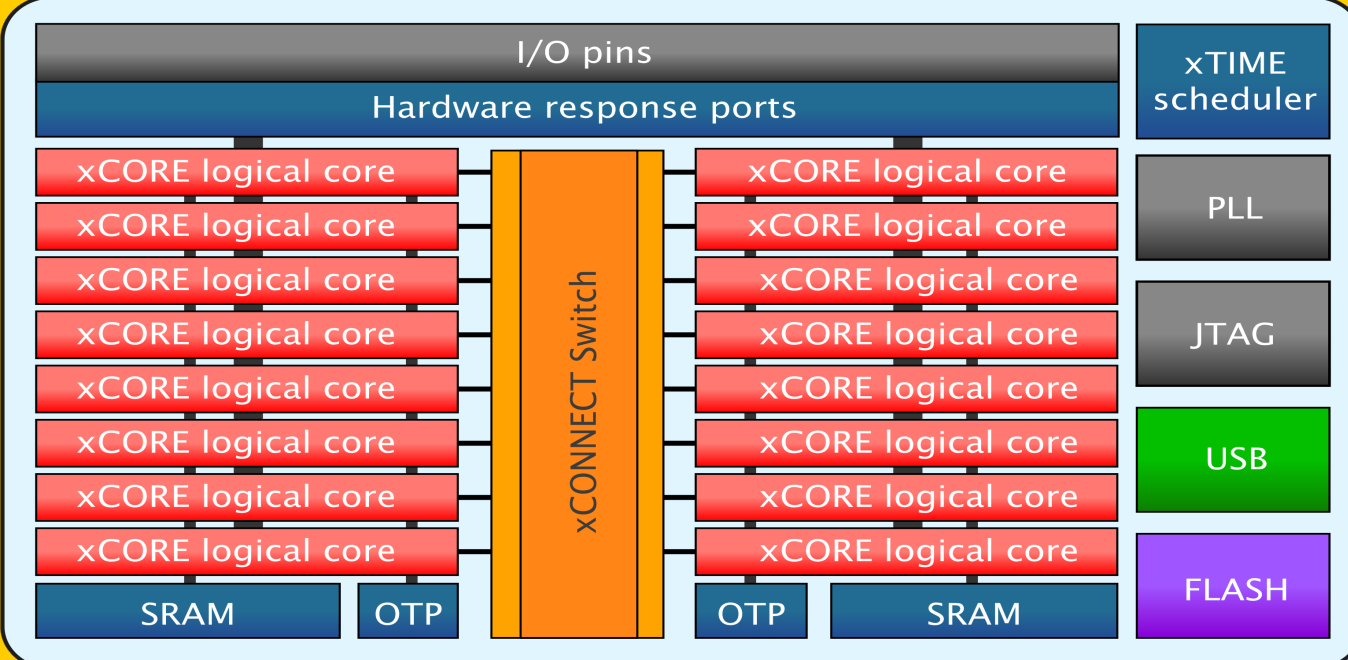 I/O pins
Hardware response ports
xTIME
scheduler
xCORE logical core
xCORE logical core
xCORE logical core
xCORE logical core
xCORE logical core
xCORE logical core
xCORE logical core
xCORE logical core
SRAM
OTP
xCONNECT Switch
xCORE logical core
xCORE logical core
xCORE logical core
xCORE logical core
xCORE logical core
xCORE logical core
xCORE logical core
xCORE logical core
OTP
SRAM
PLL
JTAG
USB
FLASH